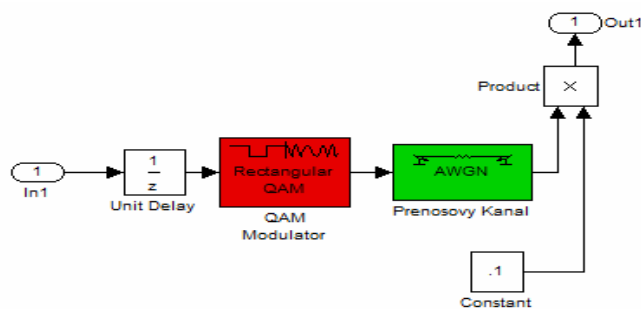 1
Out1
Product
×
1
In1
1
z
Unit Delay
Rectangular
QAM
QAM
Modulator
AWGN
Prenosovy Kanal
.1
Constant